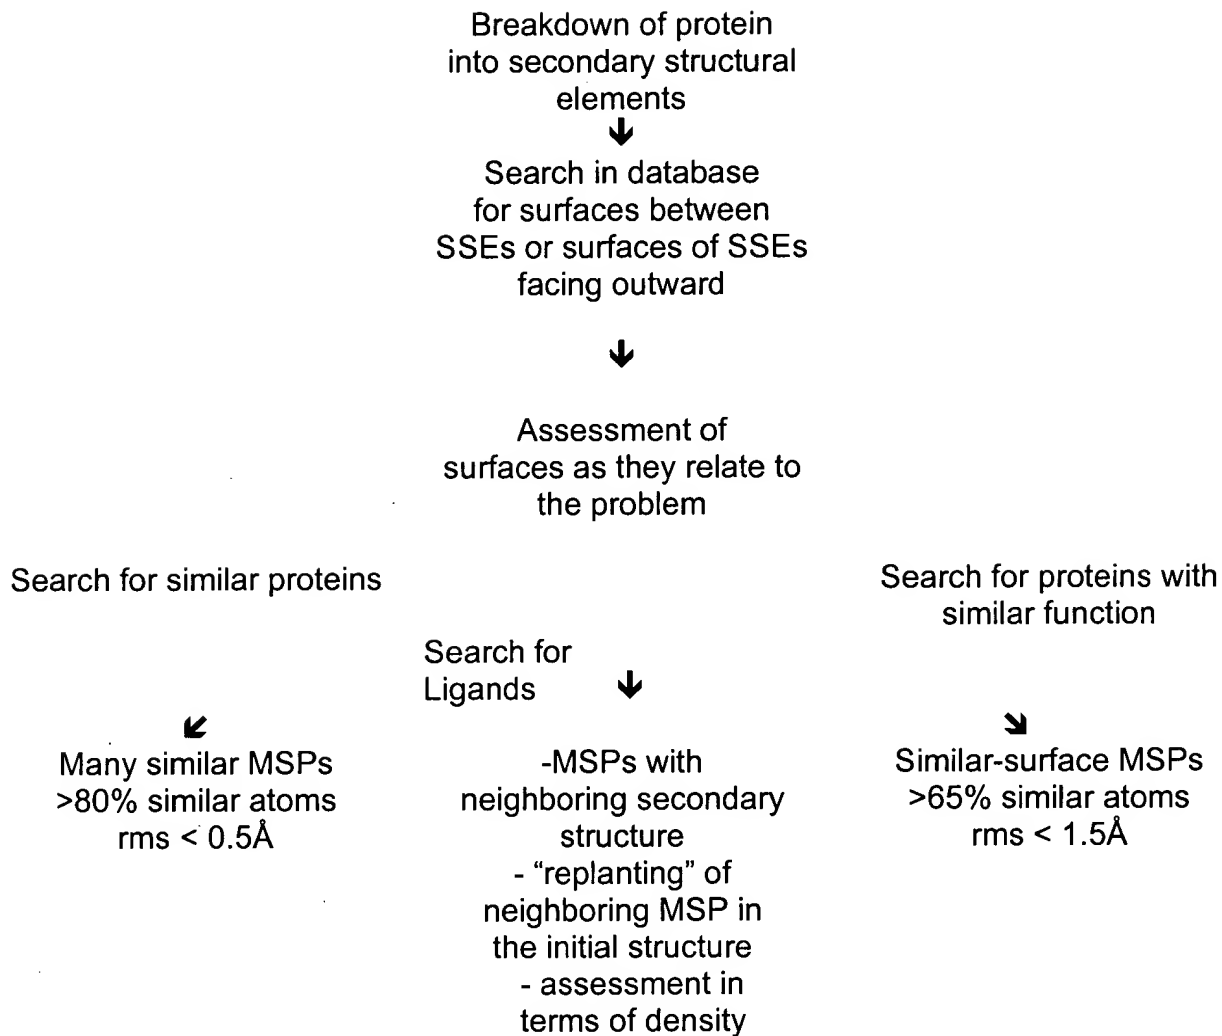 Breakdown of protein
into secondary structural
elements
Search in database
for surfaces between
SSEs or surfaces of SSEs
facing outward
Assessment of
surfaces as they relate to
the problem
Search for similar proteins
Search for proteins with
similar function
Search for
Ligands
Many similar MSPs
>80% similar atoms
rms < 0.5Å
-MSPs with
neighboring secondary
structure
- “replanting” of
neighboring MSP in
the initial structure
- assessment in
terms of density
Similar-surface MSPs
>65% similar atoms
rms < 1.5Å